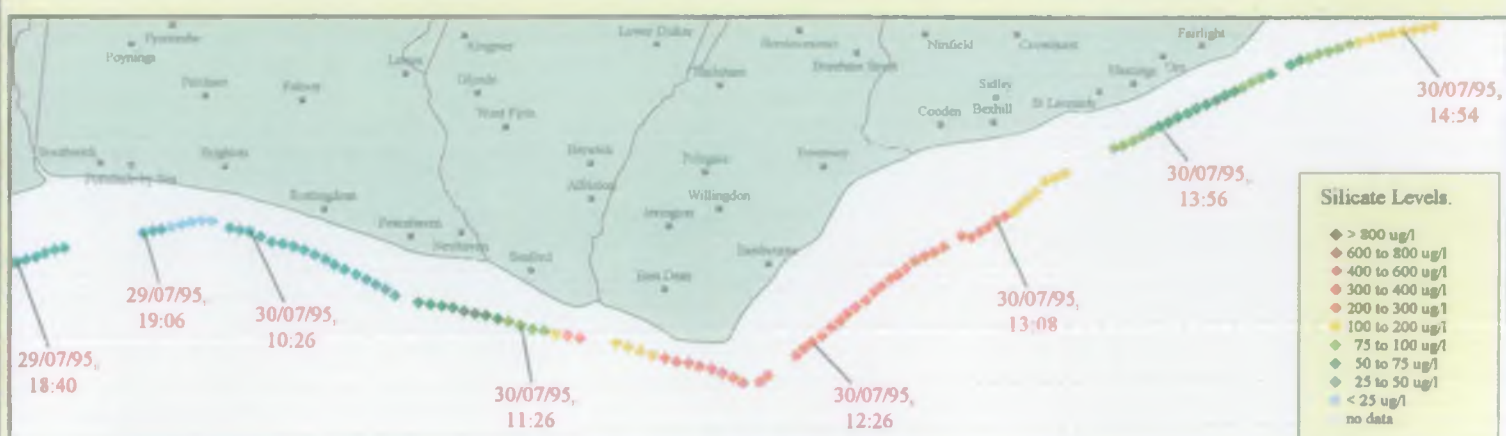 Pyecombe
Poynings
Patcham
Falmer
Lewes
Kingston
Glynde
West Firle
Lower Dicker
Hailsham
Herstmonceux
Ninfield
Crowhurst
Fairlight
Hastings
Ore
Sidley
St Leonards
Cooden
Bexhill
Southwick
Portslade-by-Sea
Brighton
Rottingdean
Peacehaven
Newhaven
Seaford
Berwick
Alfriston
Polegate
Willingdon
Jevington
Pevensey
Eastbourne
East Dean
29/07/95,
18:40
29/07/95,
19:06
30/07/95,
10:26
30/07/95,
11:26
30/07/95,
12:26
30/07/95,
13:08
30/07/95,
13:56
30/07/95,
14:54
Silicate Levels.
> 800 ug/l
600 to 800 ug/l
400 to 600 ug/l
300 to 400 ug/l
200 to 300 ug/l
100 to 200 ug/l
75 to 100 ug/l
50 to 75 ug/l
25 to 50 ug/l
< 25 ug/l
no data